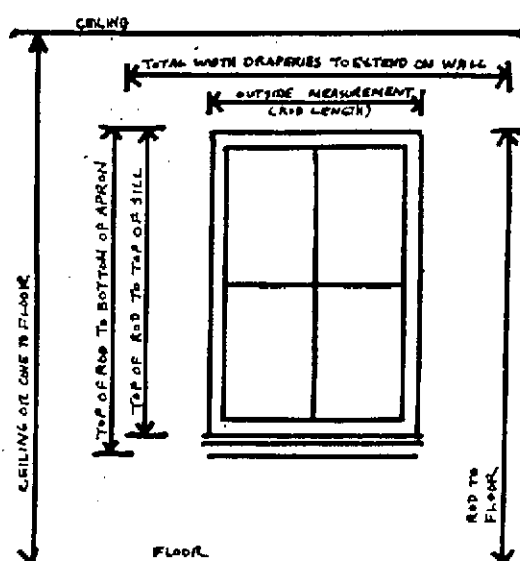 CEILING
TOTAL WIDTH DRAPERIES TO EXTEND ON WALL
OUTSIDE MEASUREMENT
(ROD LENGTH)
CEILING OR COVE TO FLOOR
TOP OF ROD TO BOTTOM OF APRON
TOP OF ROD TO TOP OF SILL
ROD TO
FLOOR
FLOOR